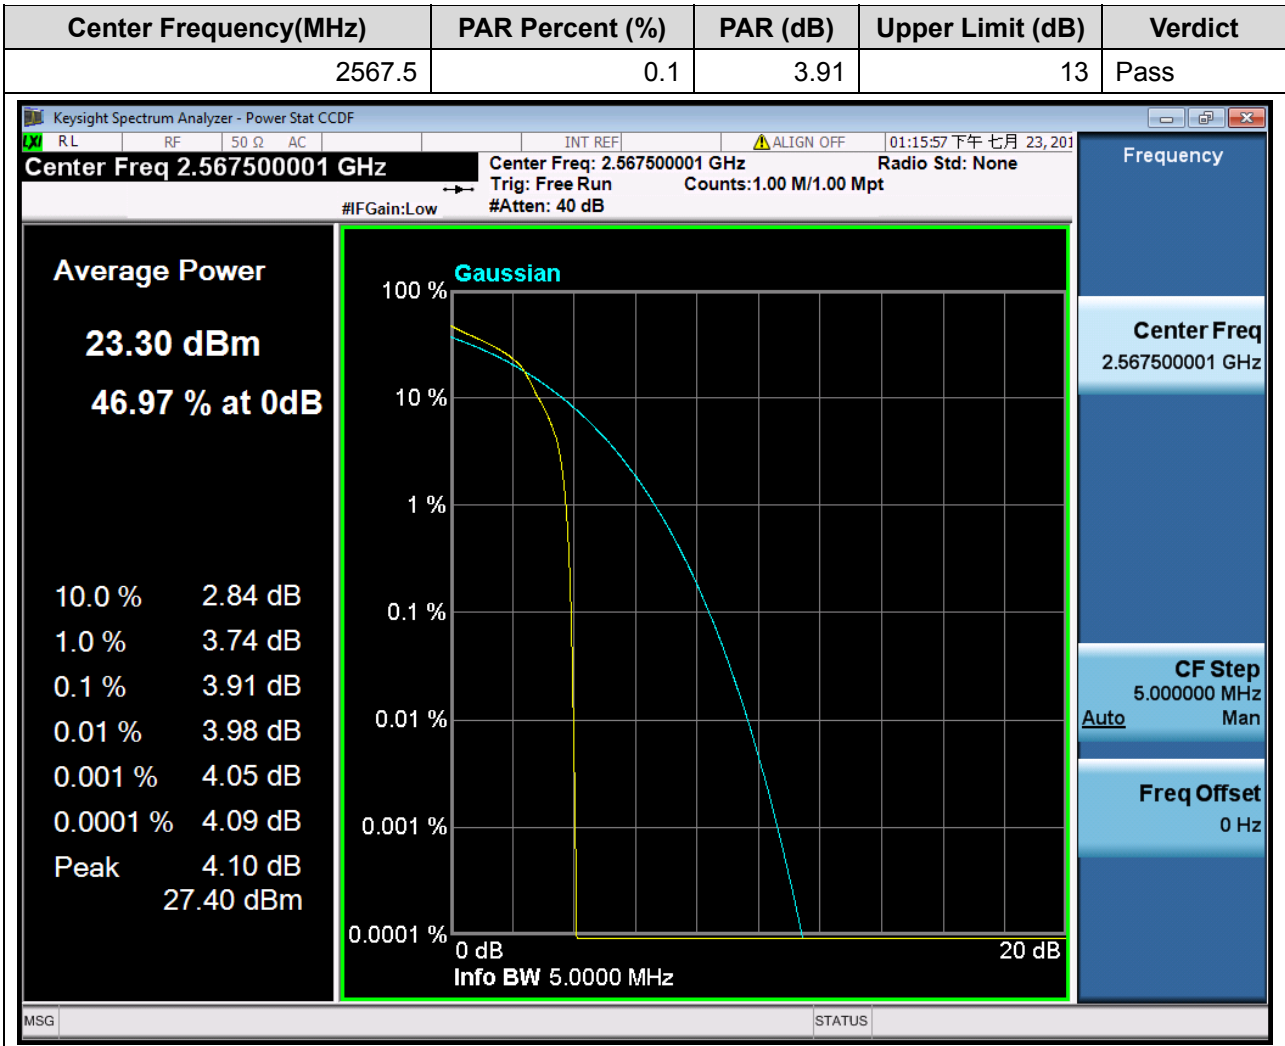 Center Frequency(MHz) PAR Percent (%) PAR (dB) Upper Limit (dB) Verdict
2567.5 0.1 3.91 13 Pass
Keysight Spectrum Analyzer - Power Stat CCDF
LXI RL RF 50 Ω AC INT REF ALIGN OFF 01:15:57 下午 七月 23, 201
Center Freq 2.567500001 GHz
Center Freq: 2.567500001 GHz Radio Std: None
Trig: Free Run Counts:1.00 M/1.00 Mpt
#IFGain:Low #Atten: 40 dB
Frequency
Average Power
23.30 dBm
46.97 % at 0dB
10.0 % 2.84 dB
1.0 % 3.74 dB
0.1 % 3.91 dB
0.01 % 3.98 dB
0.001 % 4.05 dB
0.0001 % 4.09 dB
Peak 4.10 dB
27.40 dBm
Gaussian
100 %
10 %
1 %
0.1 %
0.01 %
0.001 %
0.0001 %
0 dB 20 dB
Info BW 5.0000 MHz
Center Freq
2.567500001 GHz
CF Step
5.000000 MHz
Auto Man
Freq Offset
0 Hz
MSG STATUS